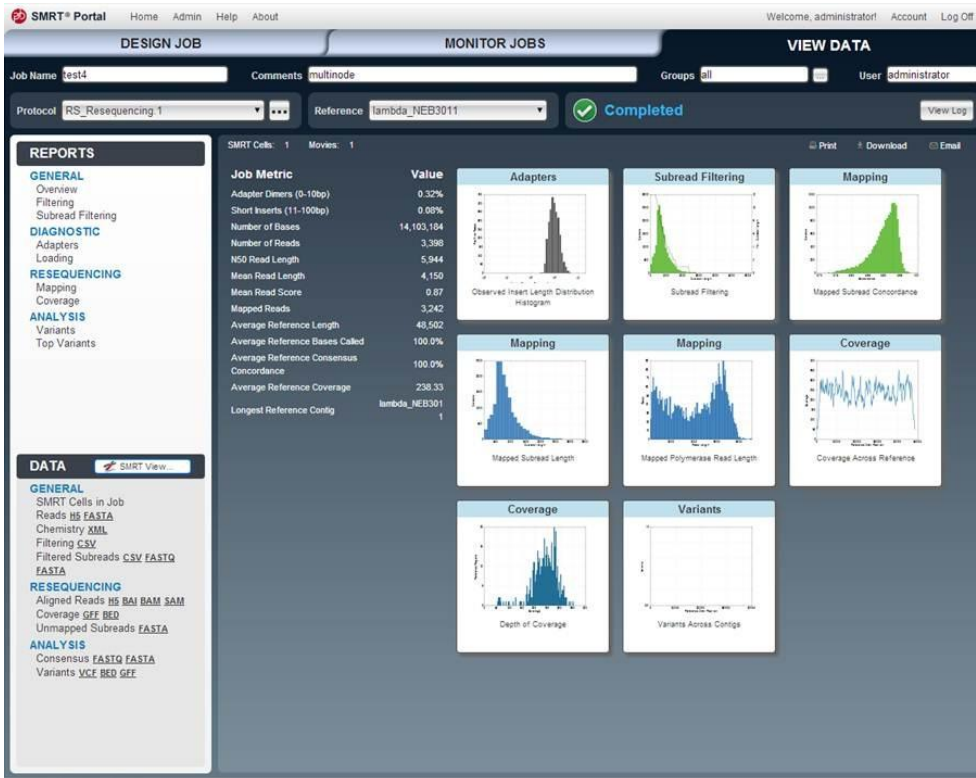 SMRT® Portal Home Admin Help About Welcome, administrator! Account Log Off
DESIGN JOB MONITOR JOBS VIEW DATA
Job Name test4 Comments multinode Groups all User administrator
Protocol RS_Resequencing.1 ... Reference lambda_NEB3011 Completed View Log
REPORTS
GENERAL
Overview
Filtering
Subread Filtering
DIAGNOSTIC
Adapters
Loading
RESEQUENCING
Mapping
Coverage
ANALYSIS
Variants
Top Variants
DATA SMRT View...
GENERAL
SMRT Cells in Job
Reads H5 FASTA
Chemistry XML
Filtering CSV
Filtered Subreads CSV FASTQ
FASTA
RESEQUENCING
Aligned Reads H5 BAI BAM SAM
Coverage GFF BED
Unmapped Subreads FASTA
ANALYSIS
Consensus FASTQ FASTA
Variants VCF BED GFF
SMRT Cells: 1 Movies: 1 Print Download Email
Job Metric Value
Adapter Dimers (0-10bp) 0.32%
Short Inserts (11-100bp) 0.08%
Number of Bases 14,103,184
Number of Reads 3,398
N50 Read Length 5,944
Mean Read Length 4,150
Mean Read Score 0.87
Mapped Reads 3,242
Average Reference Length 48,502
Average Reference Bases Called 100.0%
Average Reference Consensus
Concordance 100.0%
Average Reference Coverage 238.33
Longest Reference Contig lambda_NEB301
1
Adapters
Observed Insert Length Distribution
Histogram
Subread Filtering
Subread Filtering
Mapping
Mapped Subread Concordance
Mapping
Mapped Subread Length
Mapping
Mapped Polymerase Read Length
Coverage
Coverage Across Reference
Coverage
Depth of Coverage
Variants
Variants Across Contigs